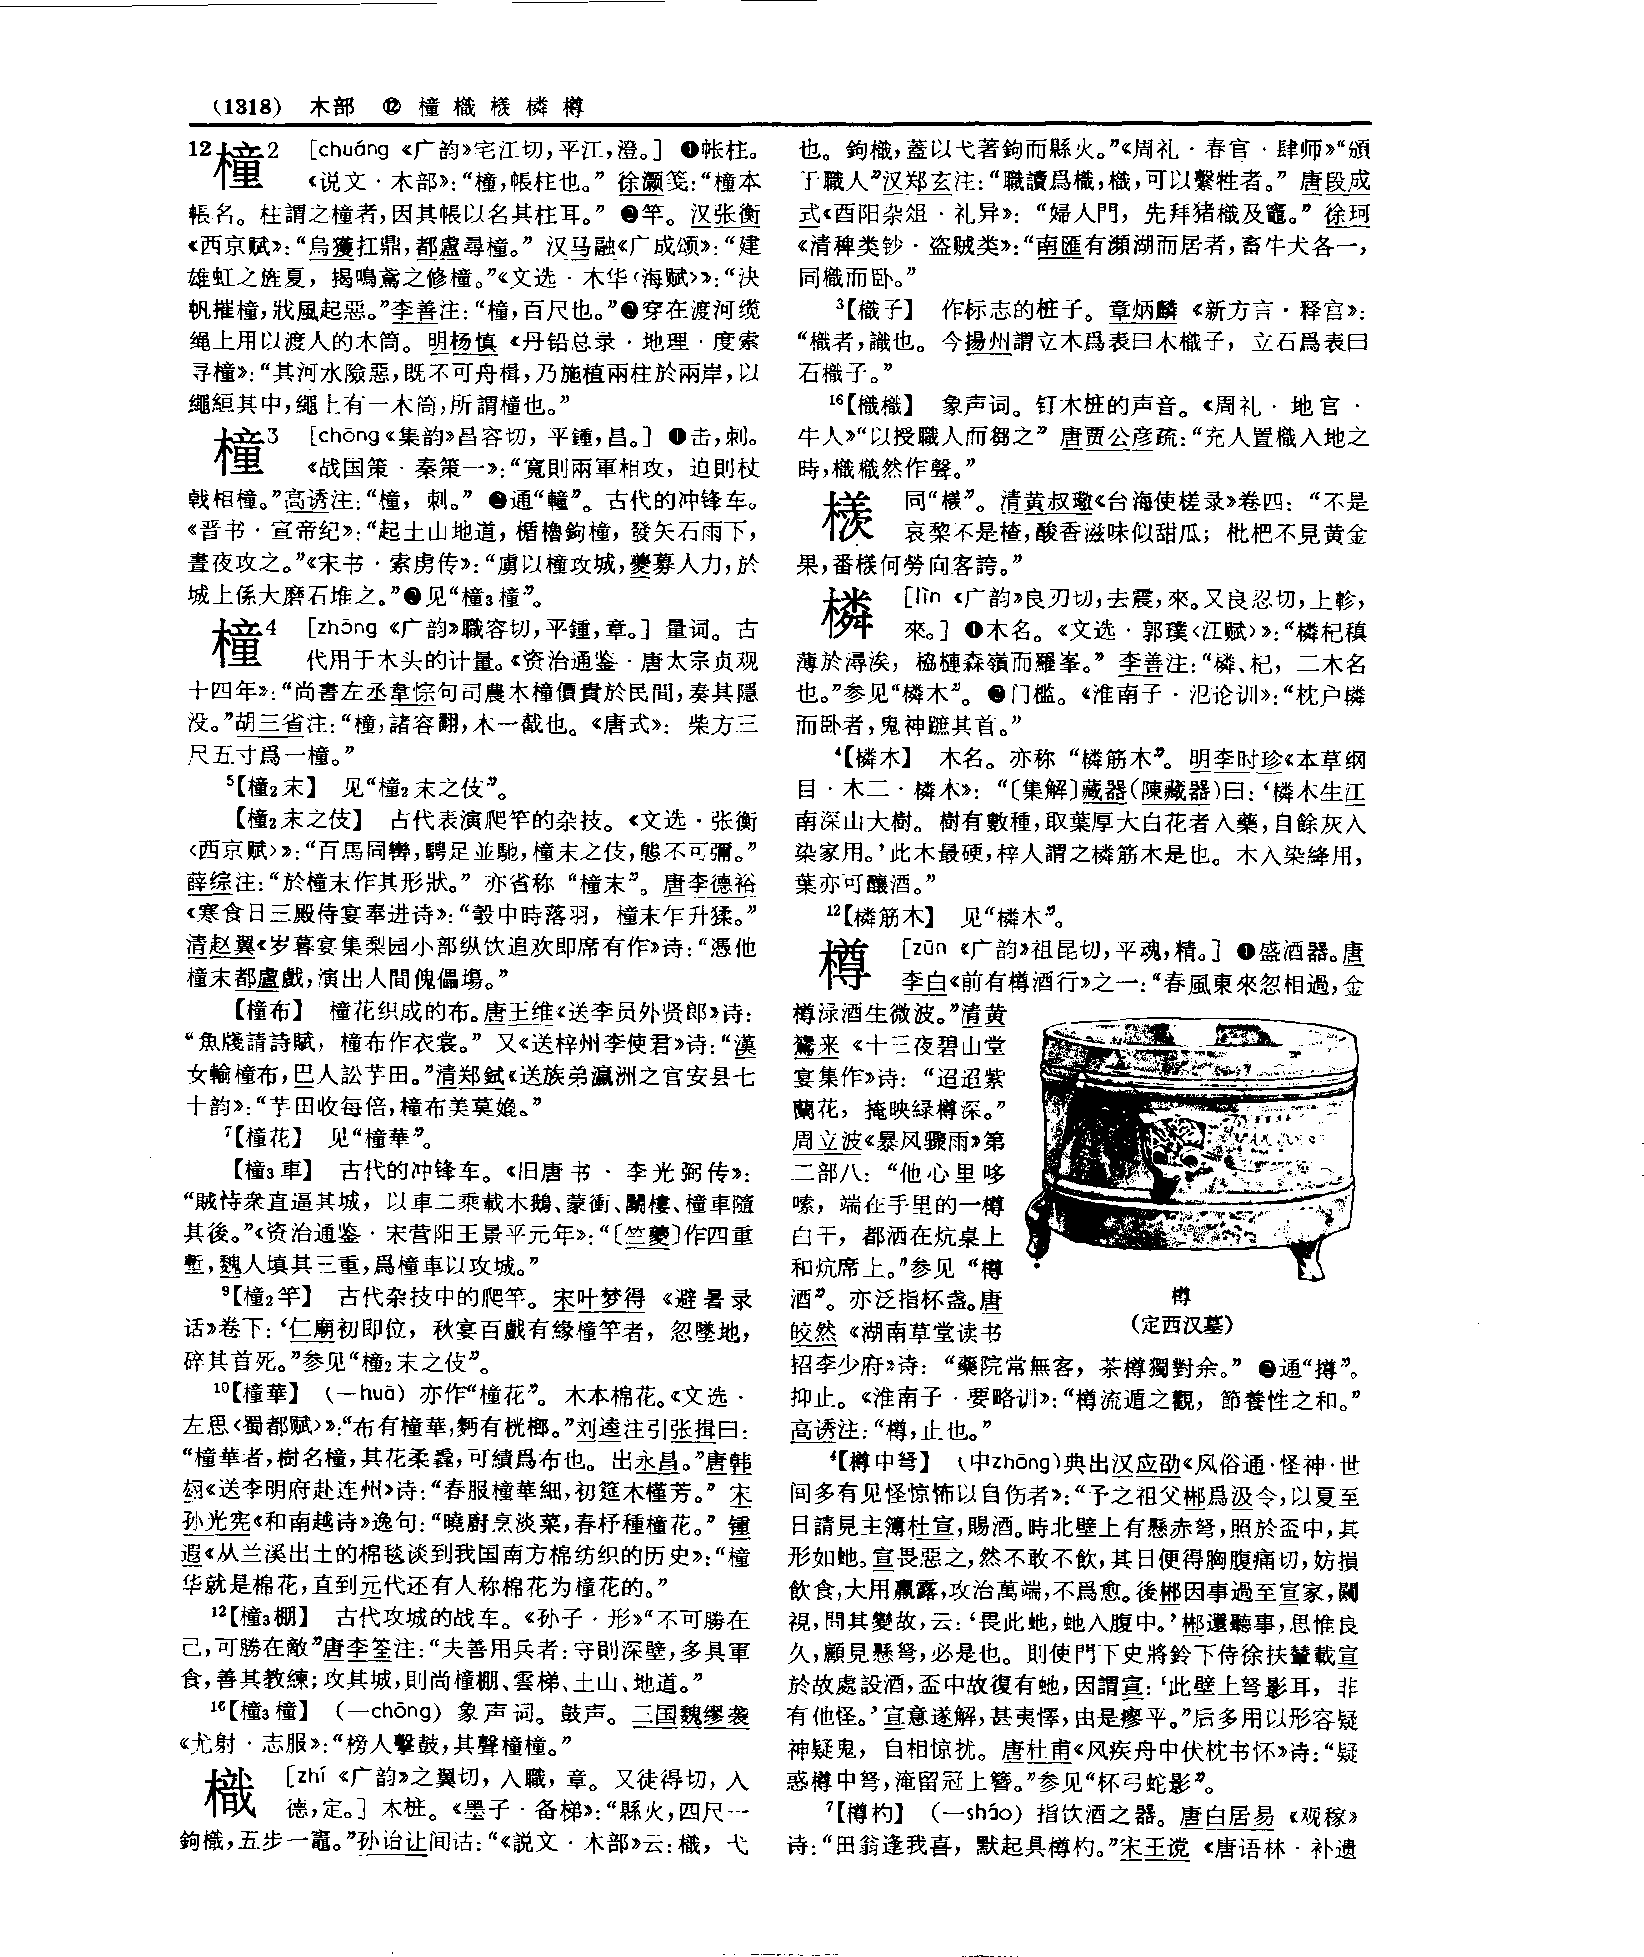 (1318) 木部 ⑫ 橦樴檨橉樽
12橦2 [chuáng《广韵》宅江切,平江,澄。] ❶帐柱。
《说文·木部》:“橦,帳柱也。”徐灏笺:“橦本
帳名。柱謂之橦者,因其帳以名其柱耳。”❷竿。汉张衡
《西京赋》:“烏獲扛鼎,都盧尋橦。”汉马融《广成颂》:“建
雄虹之旌夏,揭鳴鳶之修橦。”《文选·木华〈海赋〉》:“決
帆摧橦,戕風起惡。”李善注:“橦,百尺也。”❸穿在渡河缆
绳上用以渡人的木筒。明杨慎《丹铅总录·地理·度索
寻橦》:“其河水險惡,既不可舟楫,乃施植兩柱於兩岸,以
繩絙其中,繩上有一木筒,所謂橦也。”
橦3 [chōng《集韵》昌容切,平鍾,昌。] ❶击,刺。
《战国策·秦策一》:“寬則兩軍相攻,迫則杖
戟相橦。”高诱注:“橦,刺。”❷通“𨏆”。古代的冲锋车。
《晋书·宣帝纪》:“起土山地道,楯櫓鉤橦,發矢石雨下,
晝夜攻之。”《宋书·索虏传》:“虜以橦攻城,夔募人力,於
城上係大磨石堆之。”❸见“橦3橦”。
橦4 [zhōng《广韵》職容切,平鍾,章。] 量词。古
代用于木头的计量。《资治通鉴·唐太宗贞观
十四年》:“尚書左丞韋悰句司農木橦價貴於民間,奏其隱
没。”胡三省注:“橦,諸容翻,木一截也。《唐式》:柴方三
尺五寸爲一橦。”
5【橦2末】 见“橦2末之伎”。
【橦2末之伎】 古代表演爬竿的杂技。《文选·张衡
〈西京赋〉》:“百馬同轡,騁足並馳,橦末之伎,態不可彌。”
薛综注:“於橦末作其形狀。”亦省称“橦末”。唐李德裕
《寒食日三殿侍宴奉进诗》:“彀中時落羽,橦末乍升猱。”
清赵翼《岁暮宴集梨园小部纵饮追欢即席有作》诗:“憑他
橦末都盧戲,演出人間傀儡場。”
【橦布】 橦花织成的布。唐王维《送李员外贤郎》诗:
“魚牋請詩賦,橦布作衣裳。”又《送梓州李使君》诗:“漢
女輸橦布,巴人訟芋田。”清郑鉽《送族弟瀛洲之官安县七
十韵》:“芋田收每倍,橦布美莫媲。”
7【橦花】 见“橦華”。
【橦3車】 古代的冲锋车。《旧唐书·李光弼传》:
“賊恃衆直逼其城,以車二乘載木鵝、蒙衝、鬬樓、橦車隨
其後。”《资治通鉴·宋营阳王景平元年》:“〔竺夔〕作四重
塹,魏人填其三重,爲橦車以攻城。”
9【橦2竿】 古代杂技中的爬竿。宋叶梦得《避暑录
话》卷下:‘仁廟初即位,秋宴百戲有緣橦竿者,忽墜地,
碎其首死。”参见“橦2末之伎”。
10【橦華】 (—huā) 亦作“橦花”。木本棉花。《文选·
左思〈蜀都赋〉》:“布有橦華,麪有桄榔。”刘逵注引张揖曰:
“橦華者,樹名橦,其花柔毳,可績爲布也。出永昌。”唐韩
翃《送李明府赴连州》诗:“春服橦華細,初筵木槿芳。”宋
孙光宪《和南越诗》逸句:“曉廚烹淡菜,春杼種橦花。”锺
遐《从兰溪出土的棉毯谈到我国南方棉纺织的历史》:“橦
华就是棉花,直到元代还有人称棉花为橦花的。”
12【橦3棚】 古代攻城的战车。《孙子·形》“不可勝在
己,可勝在敵”唐李筌注:“夫善用兵者:守則深壁,多具軍
食,善其教練;攻其城,則尚橦棚、雲梯、土山、地道。”
16【橦3橦】 (—chōng) 象声词。鼓声。三国魏缪袭
《尤射·志服》:“榜人擊鼓,其聲橦橦。”
樴 [zhí《广韵》之翼切,入職,章。又徒得切,入
德,定。] 木桩。《墨子·备梯》:“縣火,四尺一
鉤樴,五步一竈。”孙诒让间诂:“《説文·木部》云:樴,弋
也。鉤樴,蓋以弋著鉤而縣火。”《周礼·春官·肆师》“頒
于職人”汉郑玄注:“職讀爲樴,樴,可以繫牲者。”唐段成
式《酉阳杂俎·礼异》:“婦人門,先拜猪樴及竈。”徐珂
《清稗类钞·盗贼类》:“南匯有瀕湖而居者,畜牛犬各一,
同樴而卧。”
3【樴子】 作标志的桩子。章炳麟《新方言·释宫》:
“樴者,識也。今揚州謂立木爲表曰木樴子,立石爲表曰
石樴子。”
16【樴樴】 象声词。钉木桩的声音。《周礼·地官·
牛人》“以授職人而芻之”唐贾公彦疏:“充人置樴入地之
時,樴樴然作聲。”
檨 同“檨”。清黄叔璥《台海使槎录》卷四:“不是
哀棃不是楂,酸香滋味似甜瓜;枇杷不見黄金
果,番檨何勞向客誇。”
橉 [lìn《广韵》良刃切,去震,來。又良忍切,上軫,
來。] ❶木名。《文选·郭璞〈江赋〉》:“橉杞稹
薄於潯涘,栛槤森嶺而羅峯。”李善注:“橉、杞,二木名
也。”参见“橉木”。❷门槛。《淮南子·氾论训》:“枕户橉
而卧者,鬼神蹠其首。”
4【橉木】 木名。亦称“橉筋木”。明李时珍《本草纲
目·木二·橉木》:“〔集解〕藏器(陳藏器)曰:‘橉木生江
南深山大樹。樹有數種,取葉厚大白花者入藥,自餘灰入
染家用。’此木最硬,梓人謂之橉筋木是也。木入染絳用,
葉亦可釀酒。”
12【橉筋木】 见“橉木”。
樽 [zūn《广韵》祖昆切,平魂,精。] ❶盛酒器。唐
李白《前有樽酒行》之一:“春風東來忽相過,金
樽渌酒生微波。”清黄
鷟来《十三夜碧山堂
宴集作》诗:“迢迢紫
蘭花,掩映緑樽深。”
周立波《暴风骤雨》第
二部八:“他心里哆
嗦,端在手里的一樽
白干,都洒在炕桌上
和炕席上。”参见“樽
酒”。亦泛指杯盏。唐
皎然《湖南草堂读书
招李少府》诗:“藥院常無客,茶樽獨對余。”❷通“撙”。
抑止。《淮南子·要略训》:“樽流遁之觀,節養性之和。”
高诱注:“樽,止也。”
樽
(定西汉墓)
4【樽中弩】 (中zhōng)典出汉应劭《风俗通·怪神·世
间多有见怪惊怖以自伤者》:“予之祖父郴爲汲令,以夏至
日請見主簿杜宣,賜酒。時北壁上有懸赤弩,照於盃中,其
形如虵。宣畏惡之,然不敢不飲,其日便得胸腹痛切,妨損
飲食,大用羸露,攻治萬端,不爲愈。後郴因事過至宣家,闚
視,問其變故,云:‘畏此虵,虵入腹中。’郴還聽事,思惟良
久,顧見懸弩,必是也。則使門下史將鈴下侍徐扶輦載宣
於故處設酒,盃中故復有虵,因謂宣:‘此壁上弩影耳,非
有他怪。’宣意遂解,甚夷懌,由是瘳平。”后多用以形容疑
神疑鬼,自相惊扰。唐杜甫《风疾舟中伏枕书怀》诗:“疑
惑樽中弩,淹留冠上簪。”参见“杯弓蛇影”。
7【樽杓】 (—sháo) 指饮酒之器。唐白居易《观稼》
诗:“田翁逢我喜,默起具樽杓。”宋王谠《唐语林·补遗